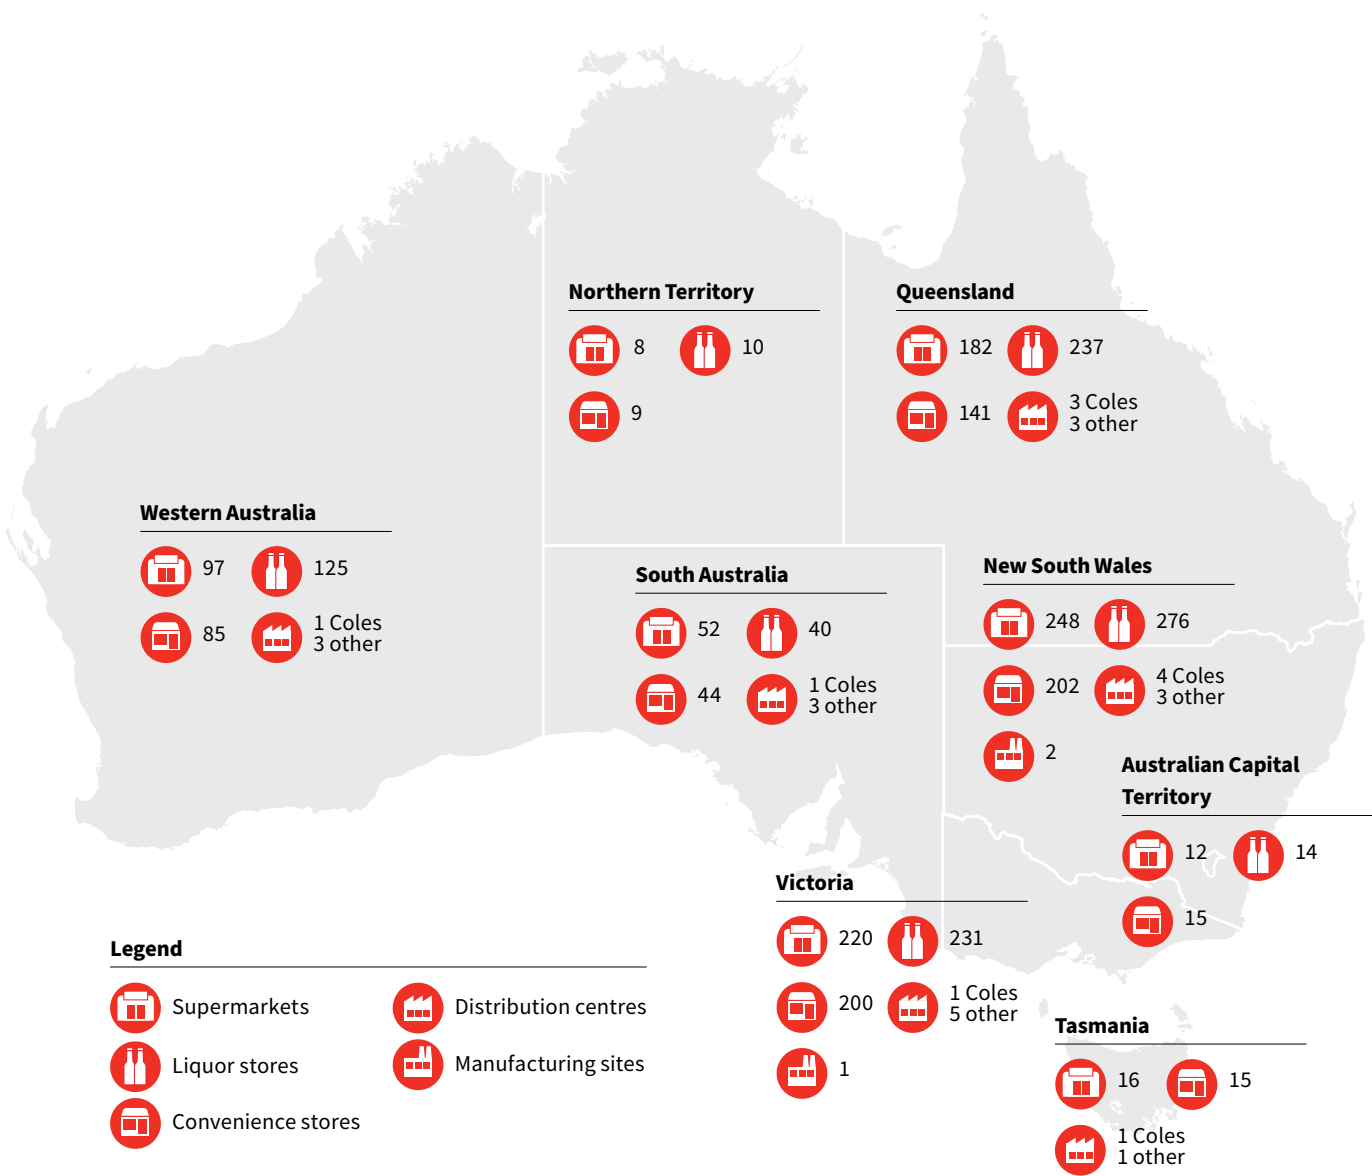 Northern Territory
8 10
9
Queensland
182 237
141 3 Coles
3 other
Western Australia
97 125
85 1 Coles
3 other
South Australia
52 40
44 1 Coles
3 other
New South Wales
248 276
202 4 Coles
3 other
2
Australian Capital
Territory
12 14
15
Victoria
220 231
200 1 Coles
5 other
1
Tasmania
16 15
1 Coles
1 other
Legend
Supermarkets
Distribution centres
Liquor stores
Manufacturing sites
Convenience stores